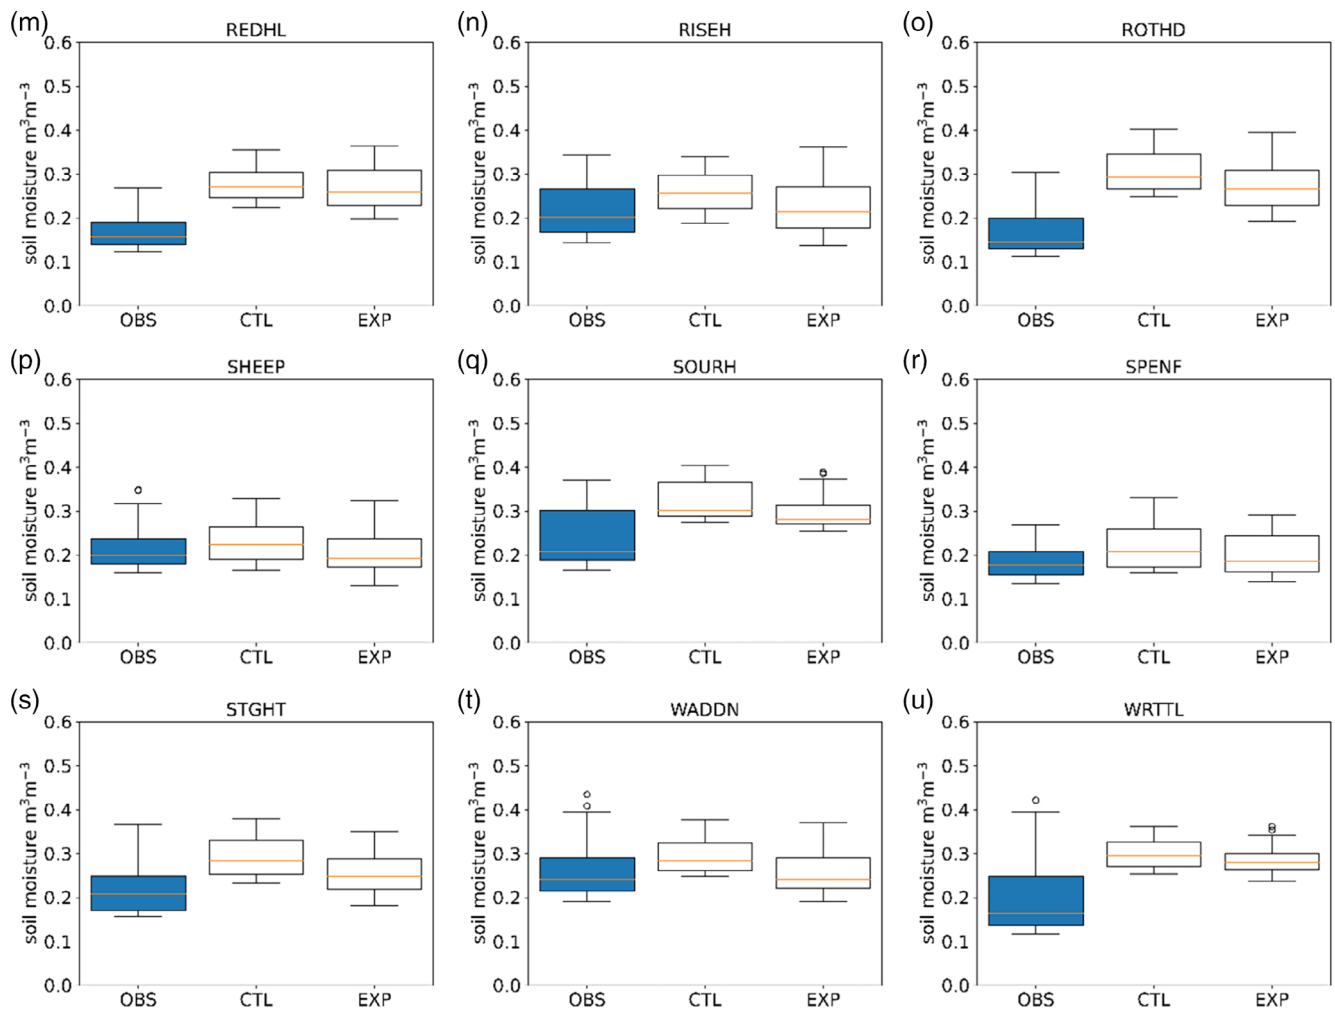 (m) REDHL
0.6
0.5
0.4
0.3
0.2
0.1
0.0
soil moisture m³m⁻³
OBS CTL EXP
(n) RISEH
0.6
0.5
0.4
0.3
0.2
0.1
0.0
soil moisture m³m⁻³
OBS CTL EXP
(o) ROTHD
0.6
0.5
0.4
0.3
0.2
0.1
0.0
soil moisture m³m⁻³
OBS CTL EXP
(p) SHEEP
0.6
0.5
0.4
0.3
0.2
0.1
0.0
soil moisture m³m⁻³
OBS CTL EXP
(q) SOURH
0.6
0.5
0.4
0.3
0.2
0.1
0.0
soil moisture m³m⁻³
OBS CTL EXP
(r) SPENF
0.6
0.5
0.4
0.3
0.2
0.1
0.0
soil moisture m³m⁻³
OBS CTL EXP
(s) STGHT
0.6
0.5
0.4
0.3
0.2
0.1
0.0
soil moisture m³m⁻³
OBS CTL EXP
(t) WADDN
0.6
0.5
0.4
0.3
0.2
0.1
0.0
soil moisture m³m⁻³
OBS CTL EXP
(u) WRTTL
0.6
0.5
0.4
0.3
0.2
0.1
0.0
soil moisture m³m⁻³
OBS CTL EXP